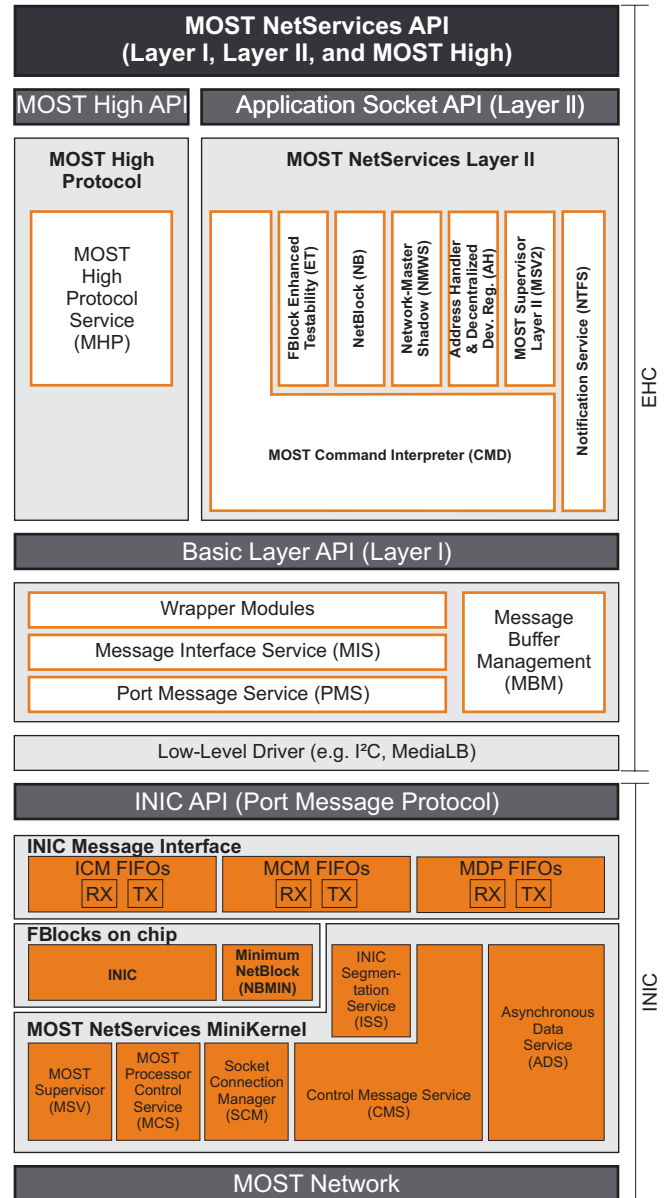 MOST NetServices API
(Layer I, Layer II, and MOST High)
MOST High API
Application Socket API (Layer II)
MOST High
Protocol
MOST
High
Protocol
Service
(MHP)
MOST NetServices Layer II
FBlock Enhanced
Testability (ET)
NetBlock (NB)
Network-Master
Shadow (NMWS)
Address Handler
& Decentralized
Dev. Reg. (AH)
MOST Supervisor
Layer II (MSV2)
Notification Service (NTFS)
MOST Command Interpreter (CMD)
EHC
Basic Layer API (Layer I)
Wrapper Modules
Message Interface Service (MIS)
Port Message Service (PMS)
Message
Buffer
Management
(MBM)
Low-Level Driver (e.g. I²C, MediaLB)
INIC API (Port Message Protocol)
INIC Message Interface
ICM FIFOs
RX TX
MCM FIFOs
RX TX
MDP FIFOs
RX TX
FBlocks on chip
INIC
Minimum
NetBlock
(NBMIN)
INIC
Segmen-
tation
Service
(ISS)
Asynchronous
Data
Service
(ADS)
INIC
MOST NetServices MiniKernel
MOST
Supervisor
(MSV)
MOST
Processor
Control
Service
(MCS)
Socket
Connection
Manager
(SCM)
Control Message Service
(CMS)
MOST Network